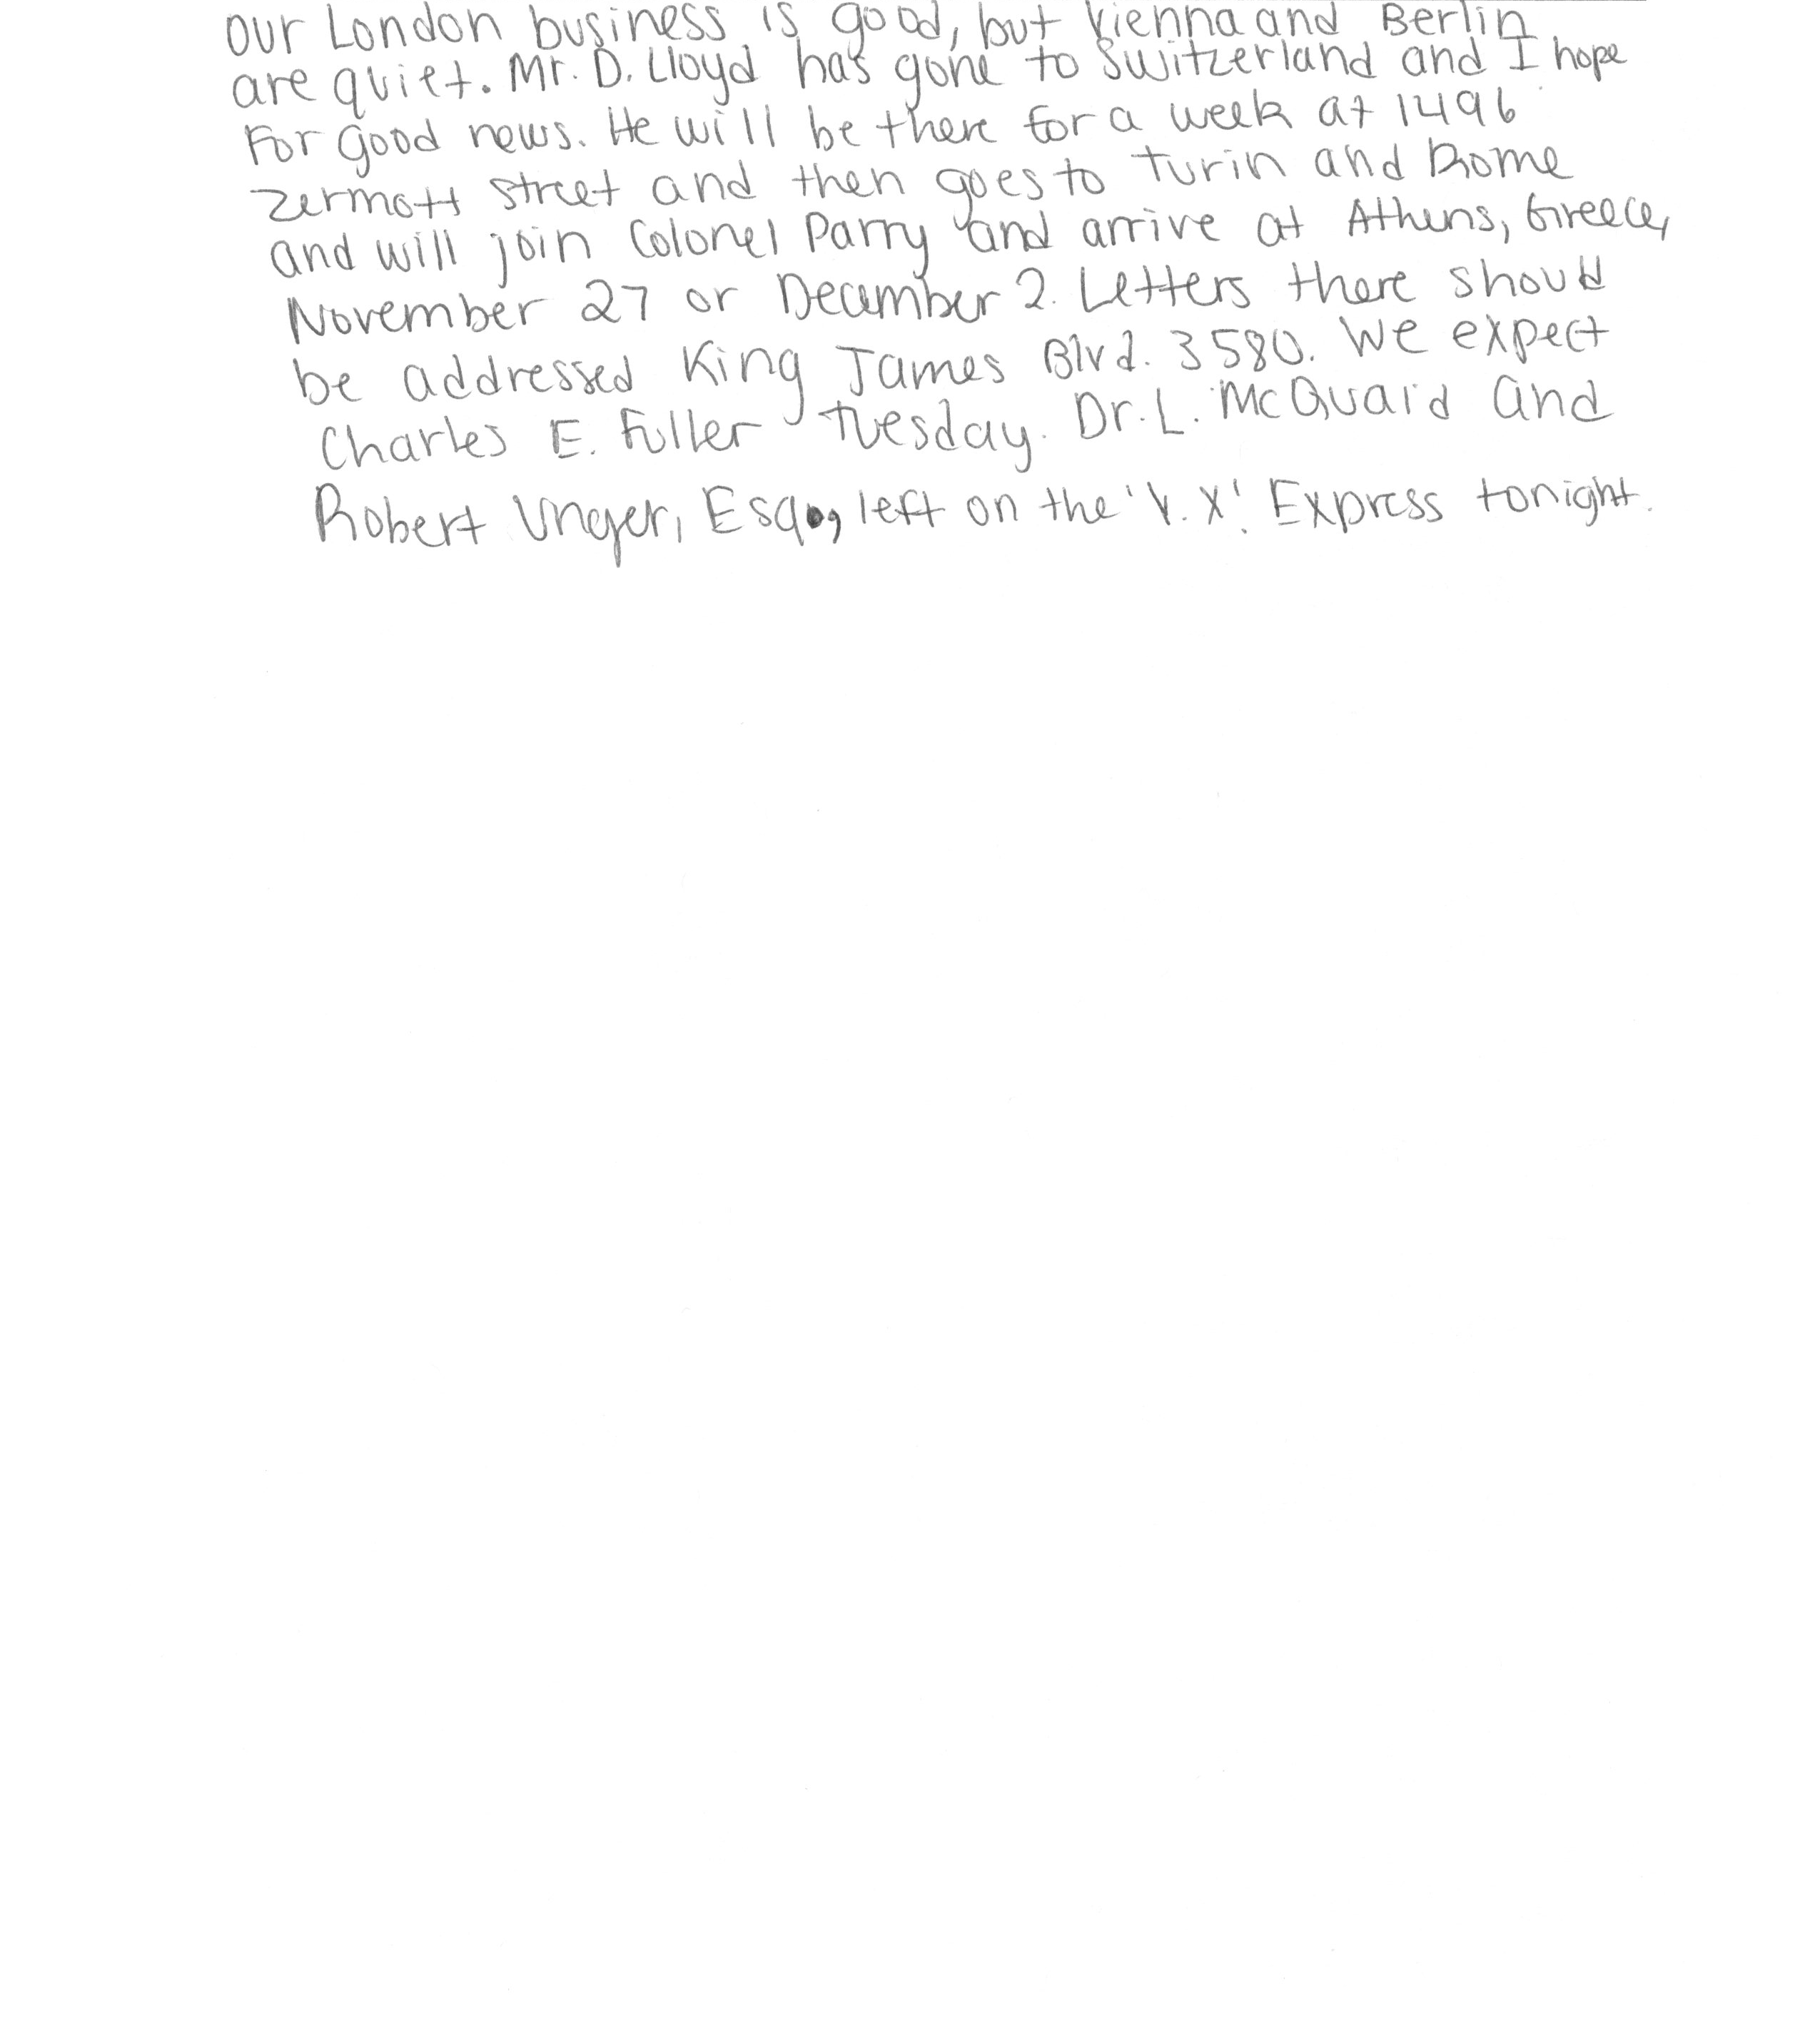 our London business is good, but Vienna and Berlin
are quiet. Mr. D. Lloyd has gone to Switzerland and I hope
For good news. He will be there for a week at 1496
Zermott Street and then goes to Turin and Rome
and will join Colonel Parry and arrive at Athens, Greece,
November 27 or December 2. Letters there should
be addressed King James Blvd. 3580. We expect
Charles E. Fuller Tuesday. Dr. L. McQuaid and
Robert Unger, Esq., left on the 'V.X.' Express tonight.